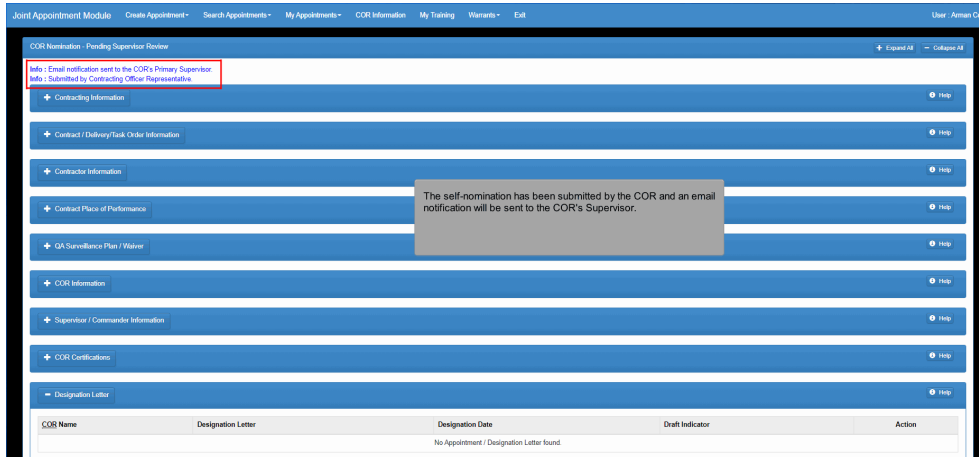 Joint Appointment Module Create Appointment Search Appointments My Appointments COR Information My Training Warrants Exit User : Arman
COR Nomination - Pending Supervisor Review + Expand All − Collapse All
Info : Email notification sent to the COR's Primary Supervisor.
Info : Submitted by Contracting Officer Representative.
+ Contracting Information Help
+ Contract / Delivery/Task Order Information Help
+ Contractor Information Help
The self-nomination has been submitted by the COR and an email
notification will be sent to the COR's Supervisor.
+ Contract Place of Performance Help
+ QA Surveillance Plan / Waiver Help
+ COR Information Help
+ Supervisor / Commander Information Help
+ COR Certifications Help
− Designation Letter Help
COR Name Designation Letter Designation Date Draft Indicator Action
No Appointment / Designation Letter found.